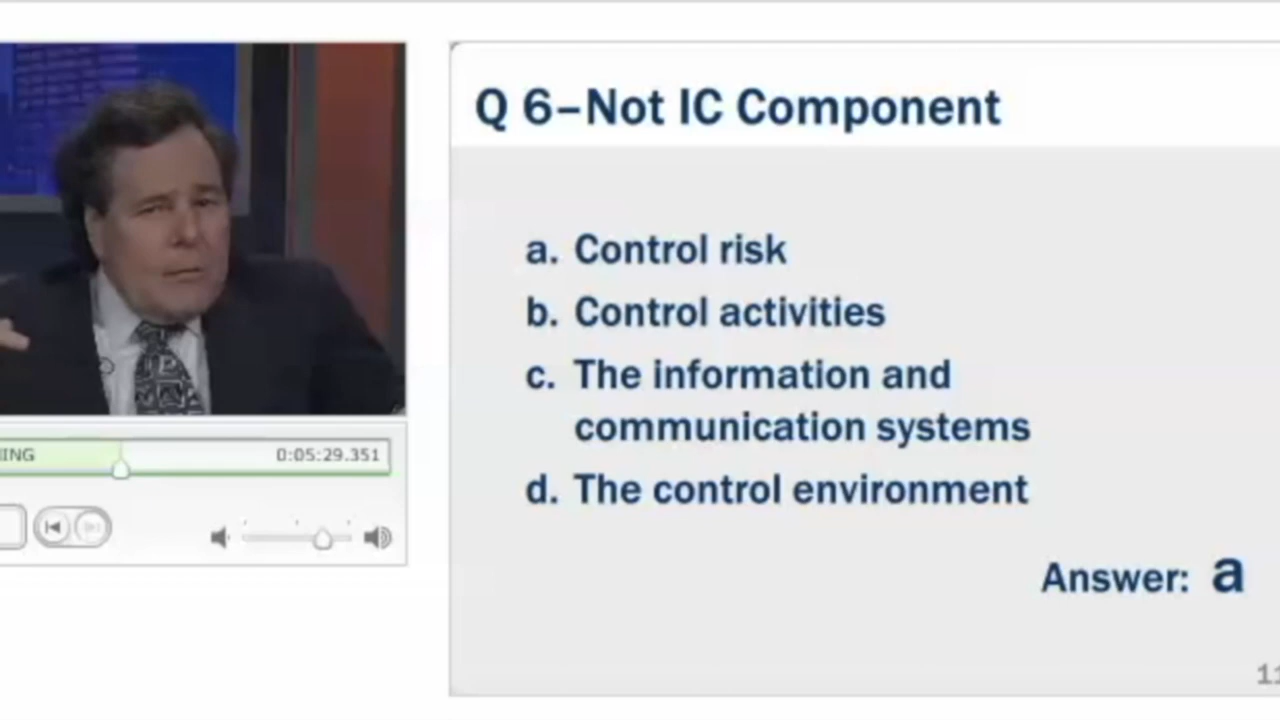 Q 6–Not IC Component
a. Control risk
b. Control activities
c. The information and
communication systems
d. The control environment
Answer: a
0:05:29.351